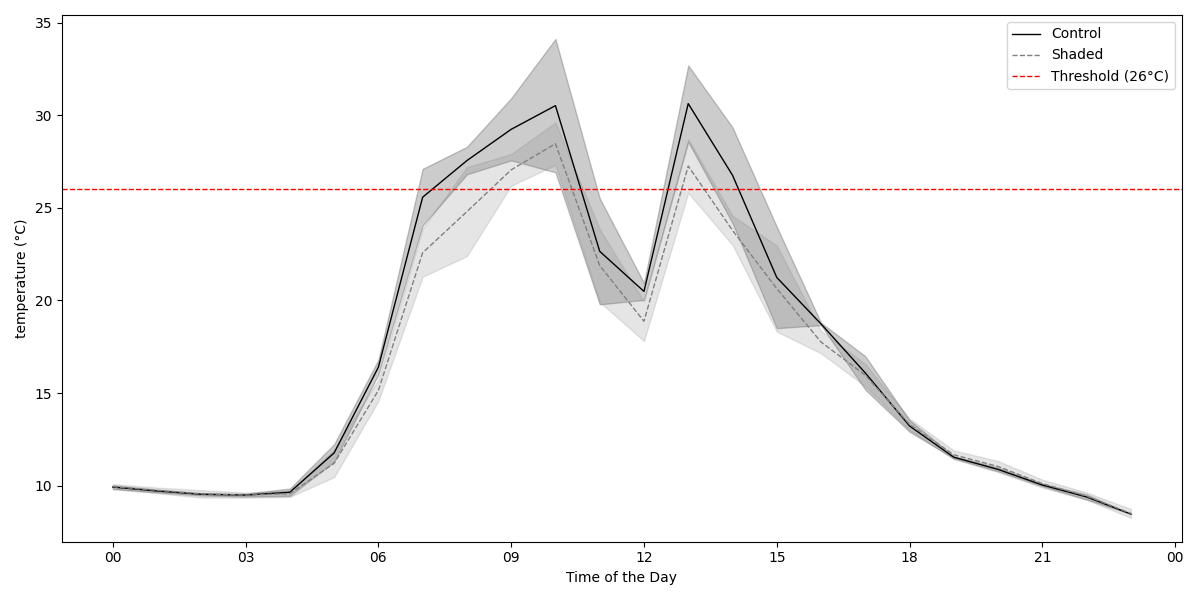 35
30
25
20
15
10
temperature (°C)
Control
Shaded
Threshold (26°C)
00 03 06 09 12 15 18 21 00
Time of the Day